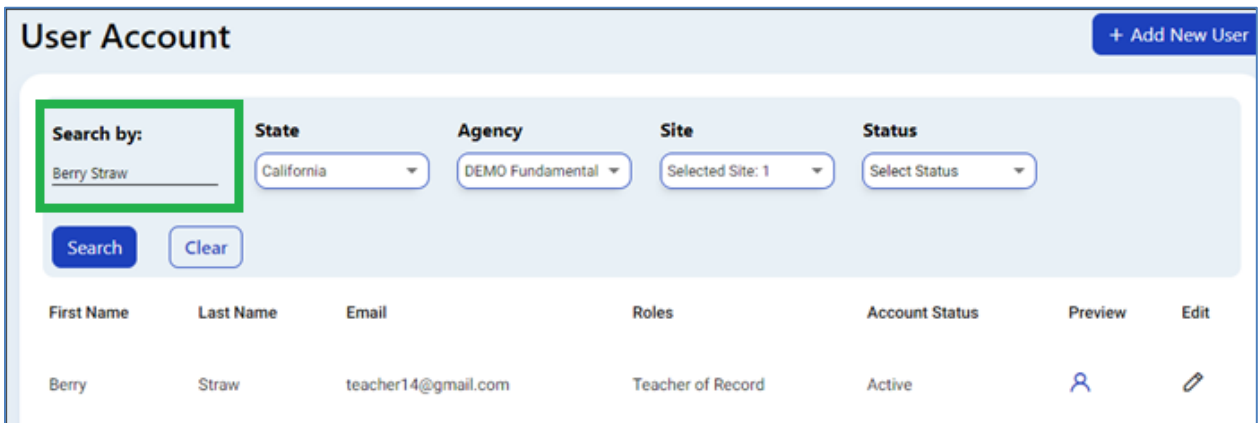 User Account
+ Add New User
Search by: State Agency Site Status
Berry Straw California DEMO Fundamental Selected Site: 1 Select Status
Search Clear
First Name Last Name Email Roles Account Status Preview Edit
Berry Straw teacher14@gmail.com Teacher of Record Active